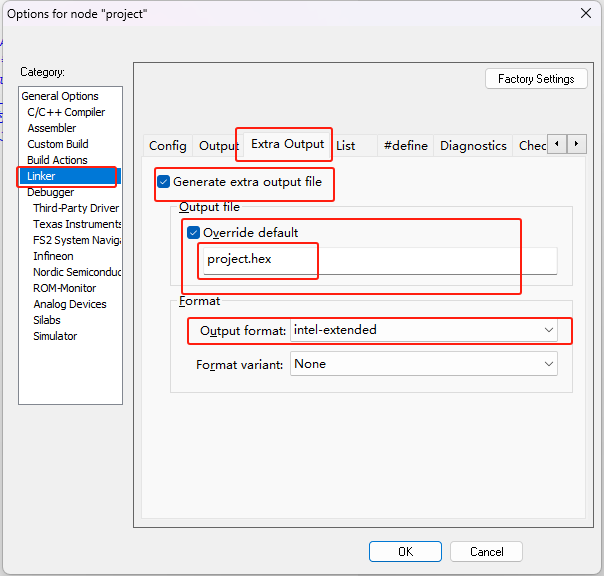 Options for node "project"
Category:
Factory Settings
General Options
C/C++ Compiler
Assembler
Custom Build
Build Actions
Linker
Debugger
Third-Party Driver
Texas Instruments
FS2 System Naviga
Infineon
Nordic Semiconduc
ROM-Monitor
Analog Devices
Silabs
Simulator
Config Output Extra Output List #define Diagnostics Chec
Generate extra output file
Output file
Override default
project.hex
Format
Output format: intel-extended
Format variant: None
OK Cancel